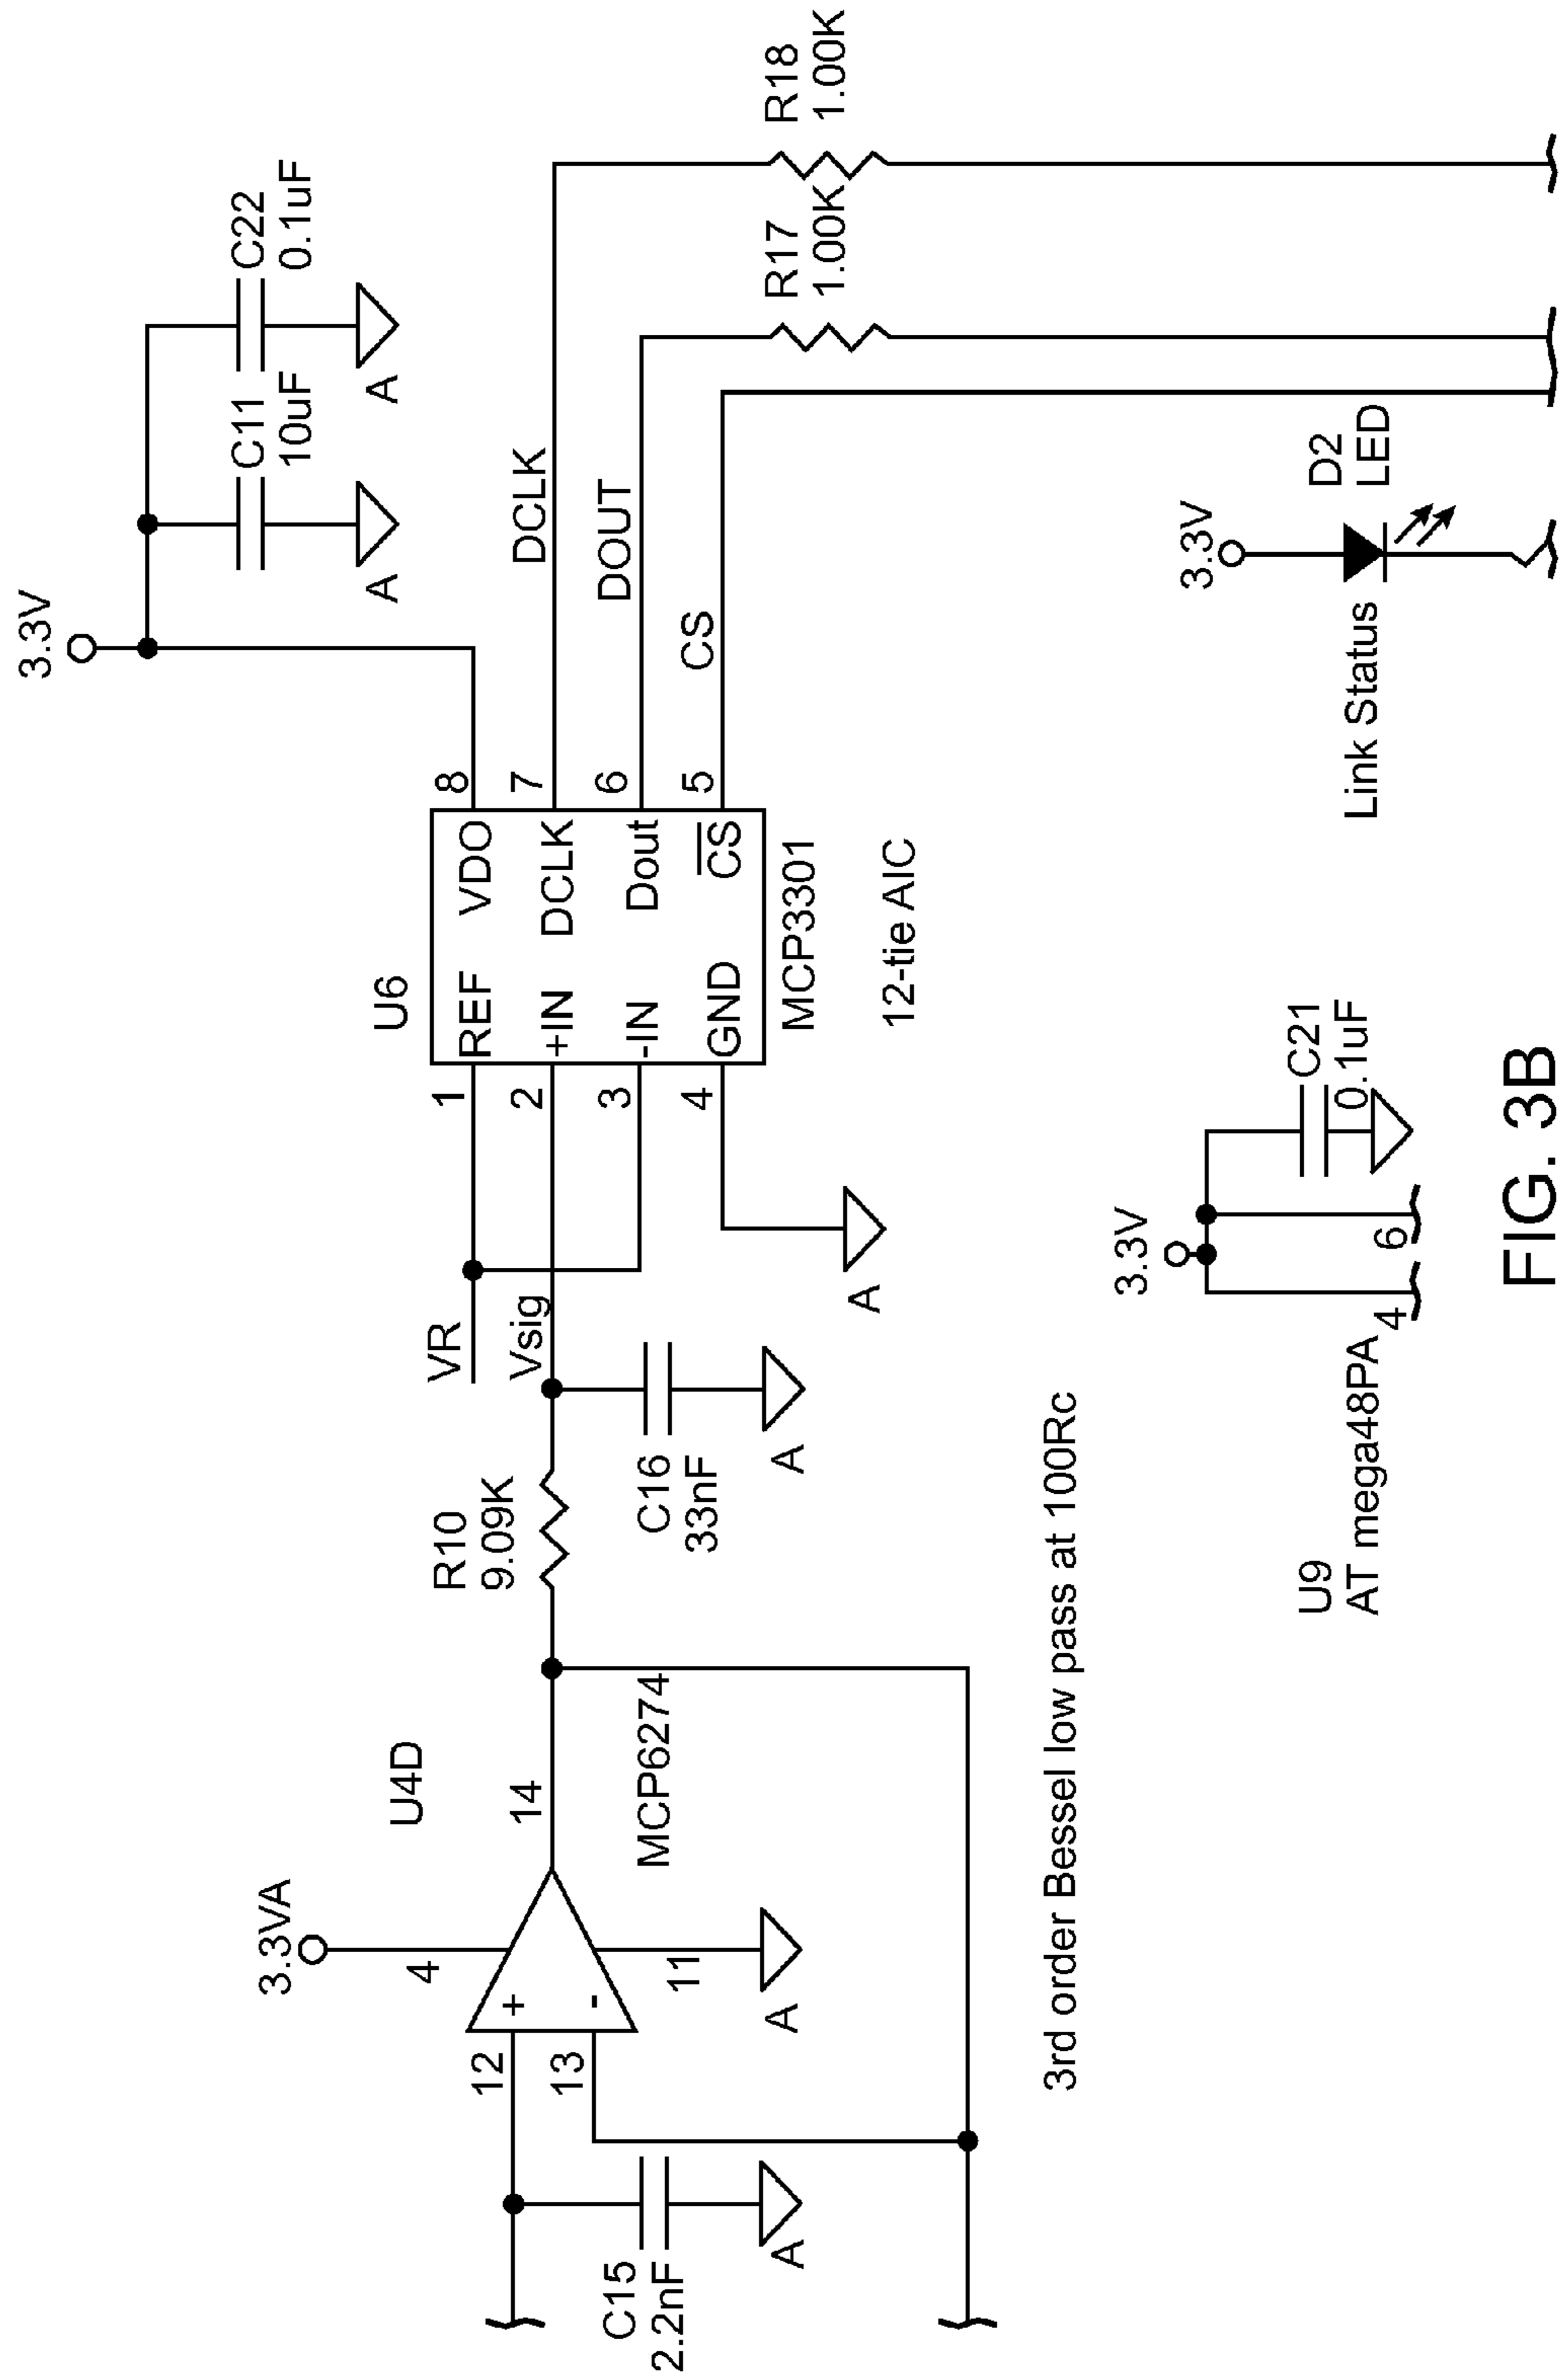 3.3V
C11
10uF
C22
0.1uF
A
A
3.3VA
U4D
4
12
13
+
-
14
11
A
MCP6274
C15
2.2nF
A
R10
9.09K
VR
Vsig
C16
33nF
A
U6
1
2
3
4
REF
+IN
-IN
GND
VDO
DCLK
Dout
CS
8
7
6
5
MCP3301
12-tie AIC
A
DCLK
DOUT
CS
R17
1.00K
R18
1.00K
3rd order Bessel low pass at 100Rc
U9
AT mega48PA
3.3V
4
6
C21
0.1uF
Link Status
3.3V
D2
LED
FIG. 3B